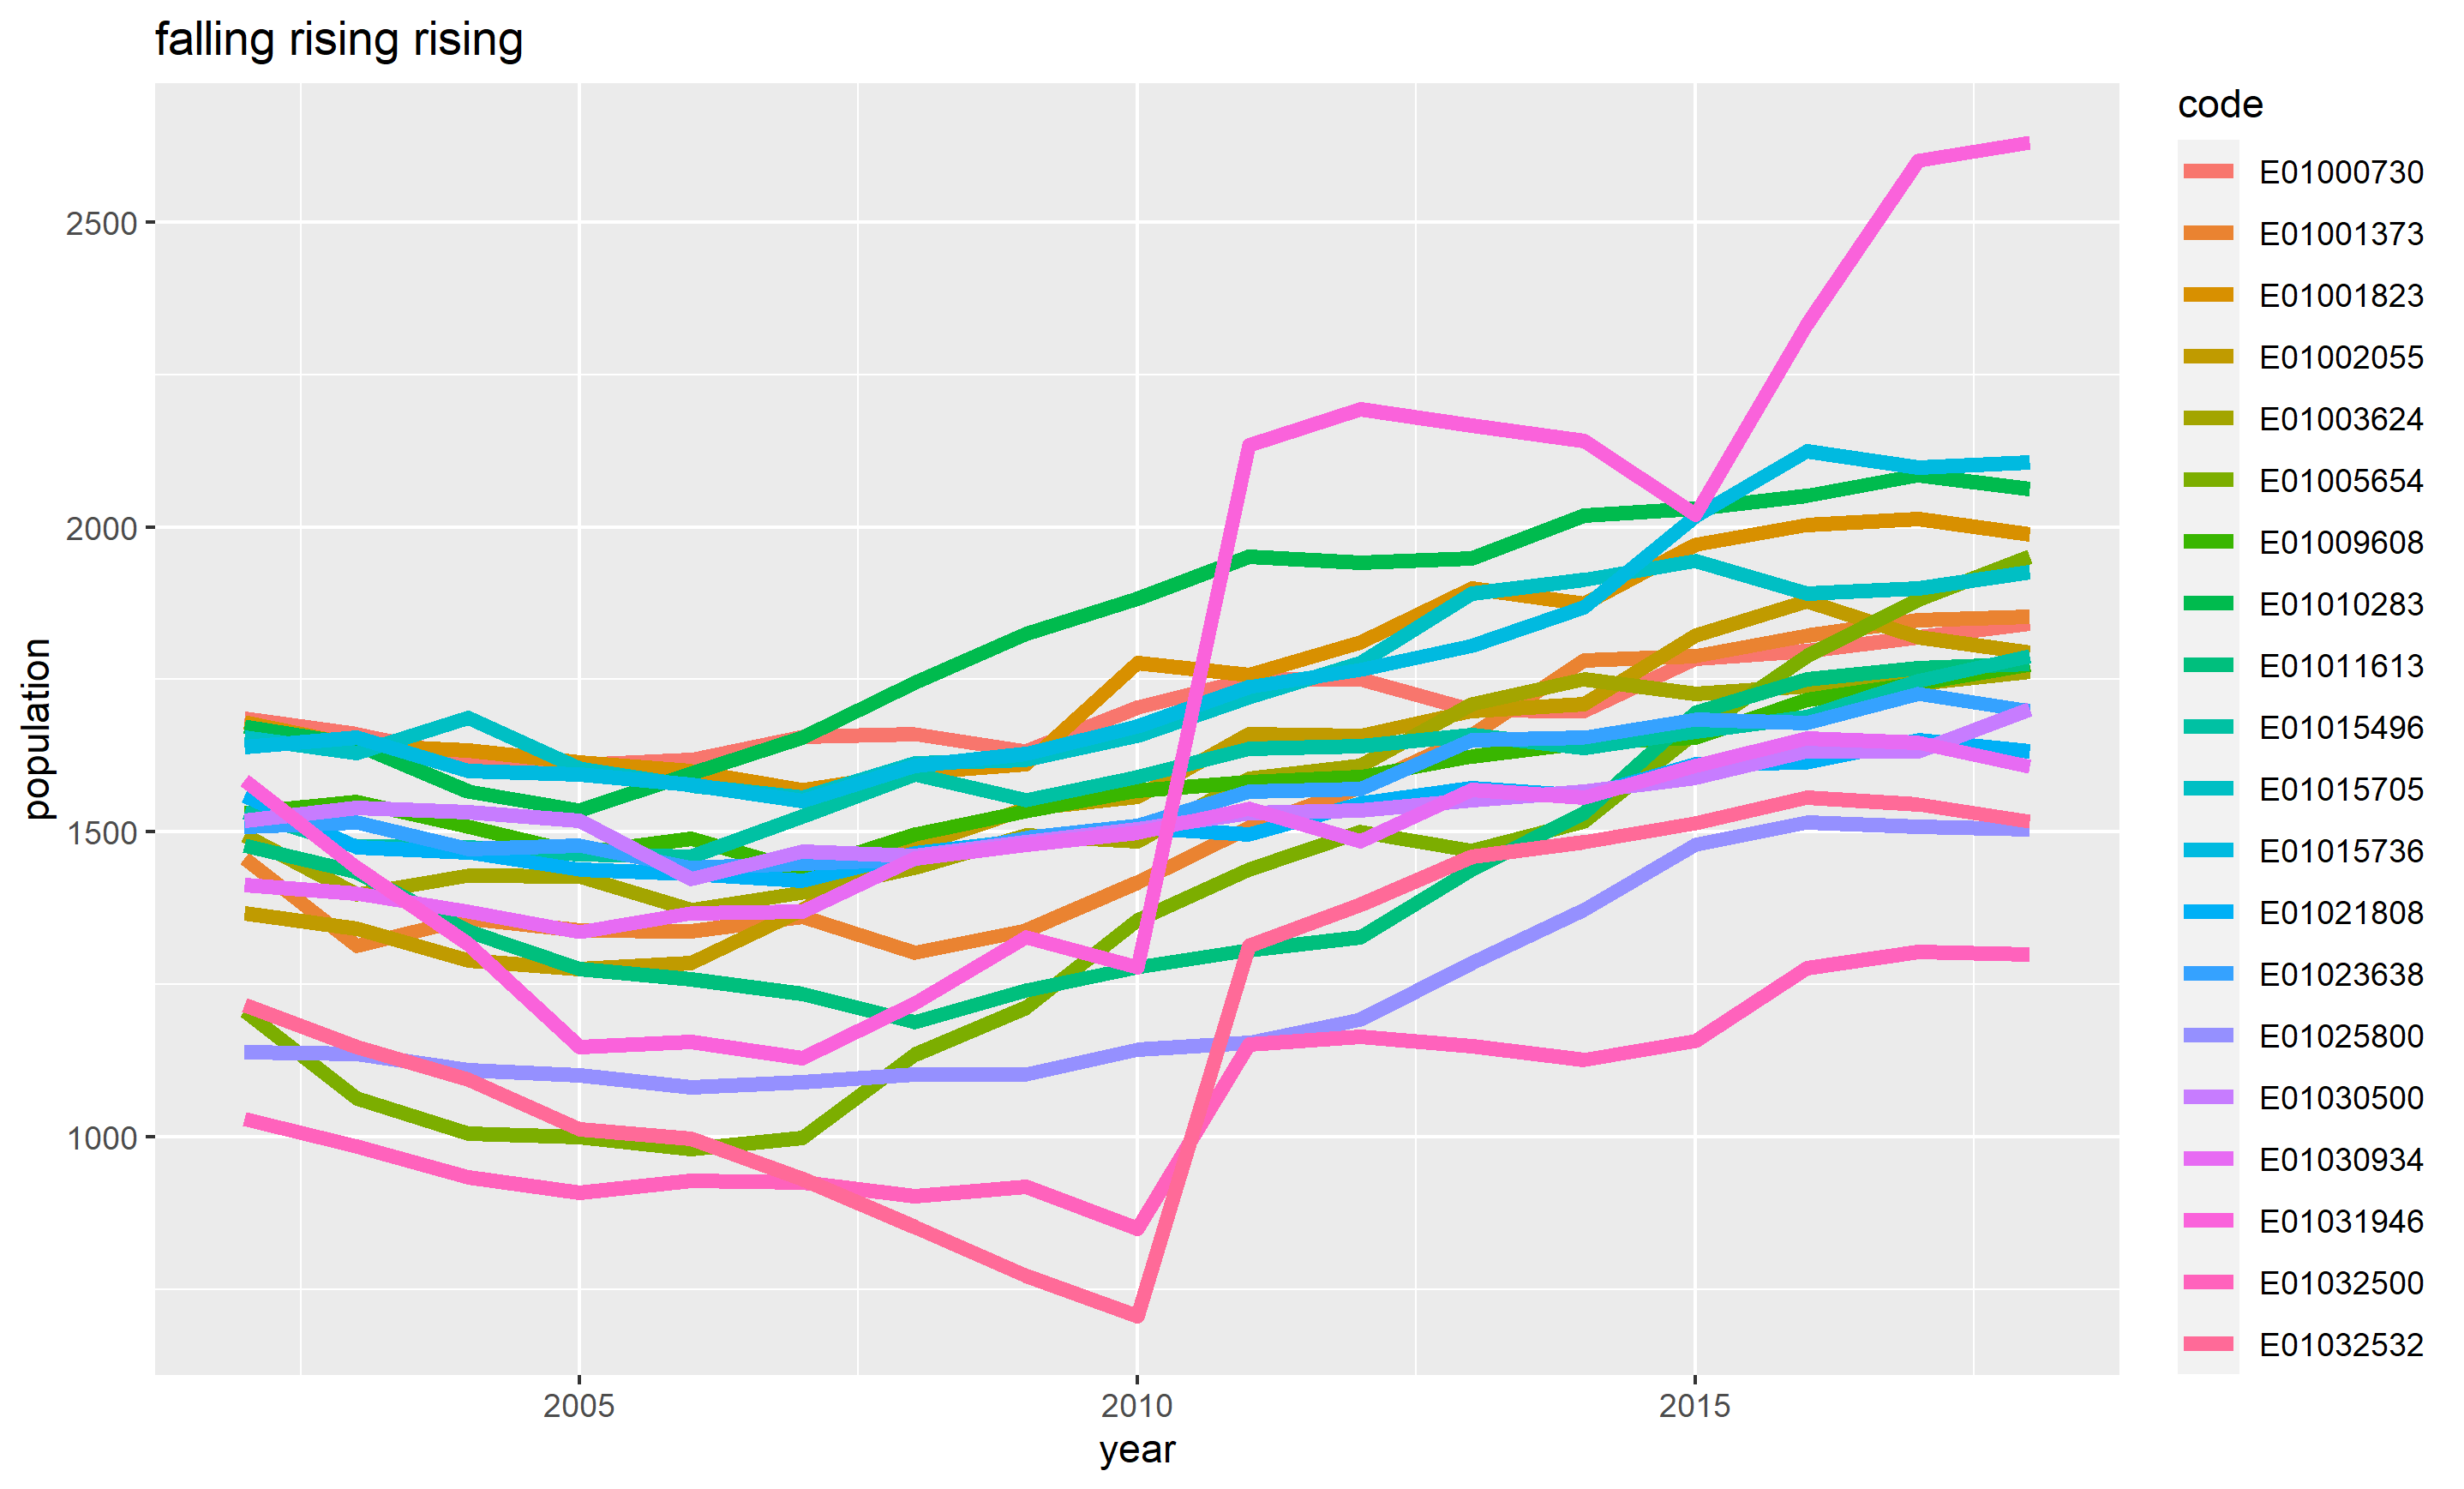 falling rising rising
population
2500
2000
1500
1000
2005
2010
2015
year
code
E01000730
E01001373
E01001823
E01002055
E01003624
E01005654
E01009608
E01010283
E01011613
E01015496
E01015705
E01015736
E01021808
E01023638
E01025800
E01030500
E01030934
E01031946
E01032500
E01032532